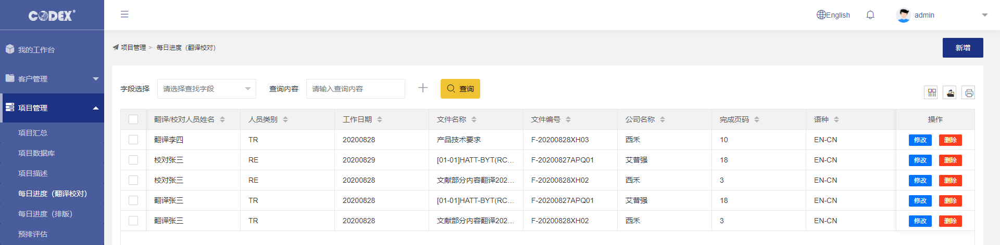 CODEX®
English
admin
我的工作台
客户管理
项目管理
项目汇总
项目数据库
项目描述
每日进度（翻译校对）
每日进度（排版）
预排评估
项目管理 > 每日进度（翻译校对）
新增
字段选择 请选择查找字段 查询内容 请输入查询内容 查询
翻译/校对人员姓名 人员类别 工作日期 文件名称 文件编号 公司名称 完成页码 语种 操作
翻译李四 TR 20200828 产品技术要求 F-20200828XH03 西禾 10 EN-CN 修改 删除
校对张三 RE 20200829 [01-01]HATT-BYT(RC... F-20200827APQ01 艾普强 18 EN-CN 修改 删除
校对张三 RE 20200828 文献部分内容翻译202... F-20200828XH02 西禾 3 EN-CN 修改 删除
翻译张三 TR 20200828 [01-01]HATT-BYT(RC... F-20200827APQ01 艾普强 18 EN-CN 修改 删除
翻译张三 TR 20200828 文献部分内容翻译202... F-20200828XH02 西禾 3 EN-CN 修改 删除